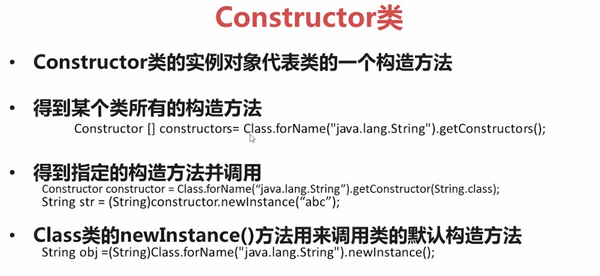 Constructor类
• Constructor类的实例对象代表类的一个构造方法
• 得到某个类所有的构造方法
Constructor [] constructors= Class.forName("java.lang.String").getConstructors();
• 得到指定的构造方法并调用
Constructor constructor = Class.forName(“java.lang.String”).getConstructor(String.class);
String str = (String)constructor.newInstance(“abc”);
• Class类的newInstance()方法用来调用类的默认构造方法
String obj =(String)Class.forName("java.lang.String").newInstance();